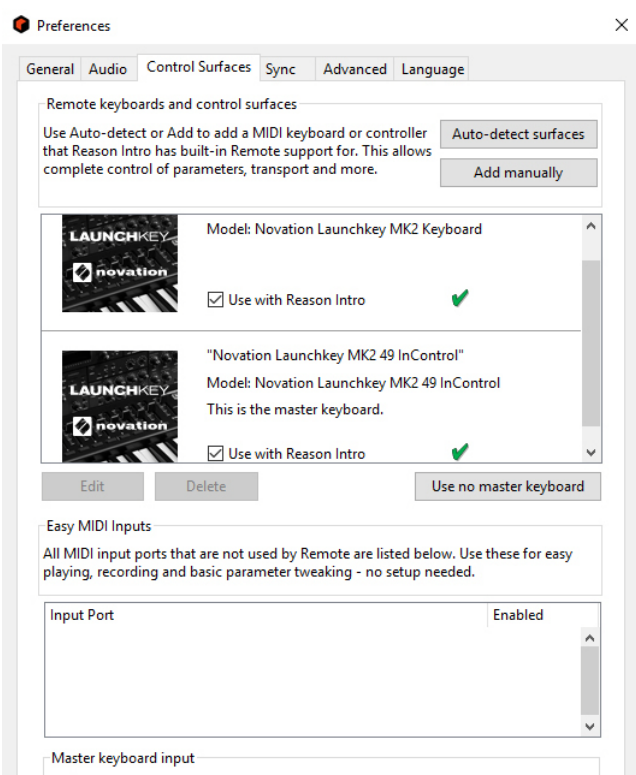 Preferences
General Audio Control Surfaces Sync Advanced Language
Remote keyboards and control surfaces
Use Auto-detect or Add to add a MIDI keyboard or controller
that Reason Intro has built-in Remote support for. This allows
complete control of parameters, transport and more.
Auto-detect surfaces
Add manually
LAUNCHKEY
novation
Model: Novation Launchkey MK2 Keyboard
Use with Reason Intro
LAUNCHKEY
novation
"Novation Launchkey MK2 49 InControl"
Model: Novation Launchkey MK2 49 InControl
This is the master keyboard.
Use with Reason Intro
Edit Delete Use no master keyboard
Easy MIDI Inputs
All MIDI input ports that are not used by Remote are listed below. Use these for easy
playing, recording and basic parameter tweaking - no setup needed.
Input Port Enabled
Master keyboard input